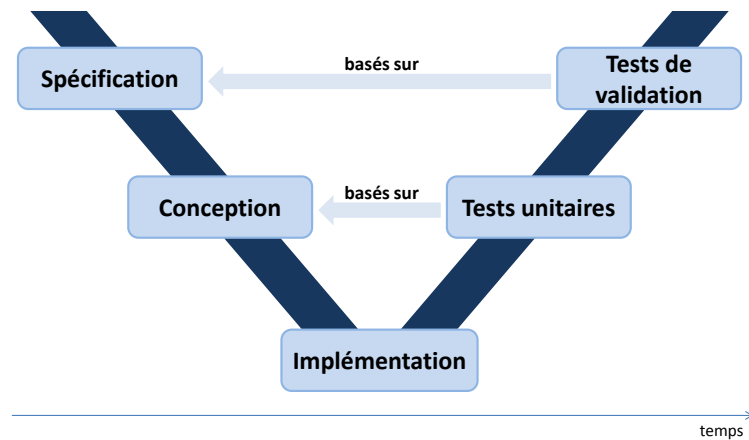 Spécification
basés sur
Tests de
validation
Conception
basés sur
Tests unitaires
Implémentation
temps